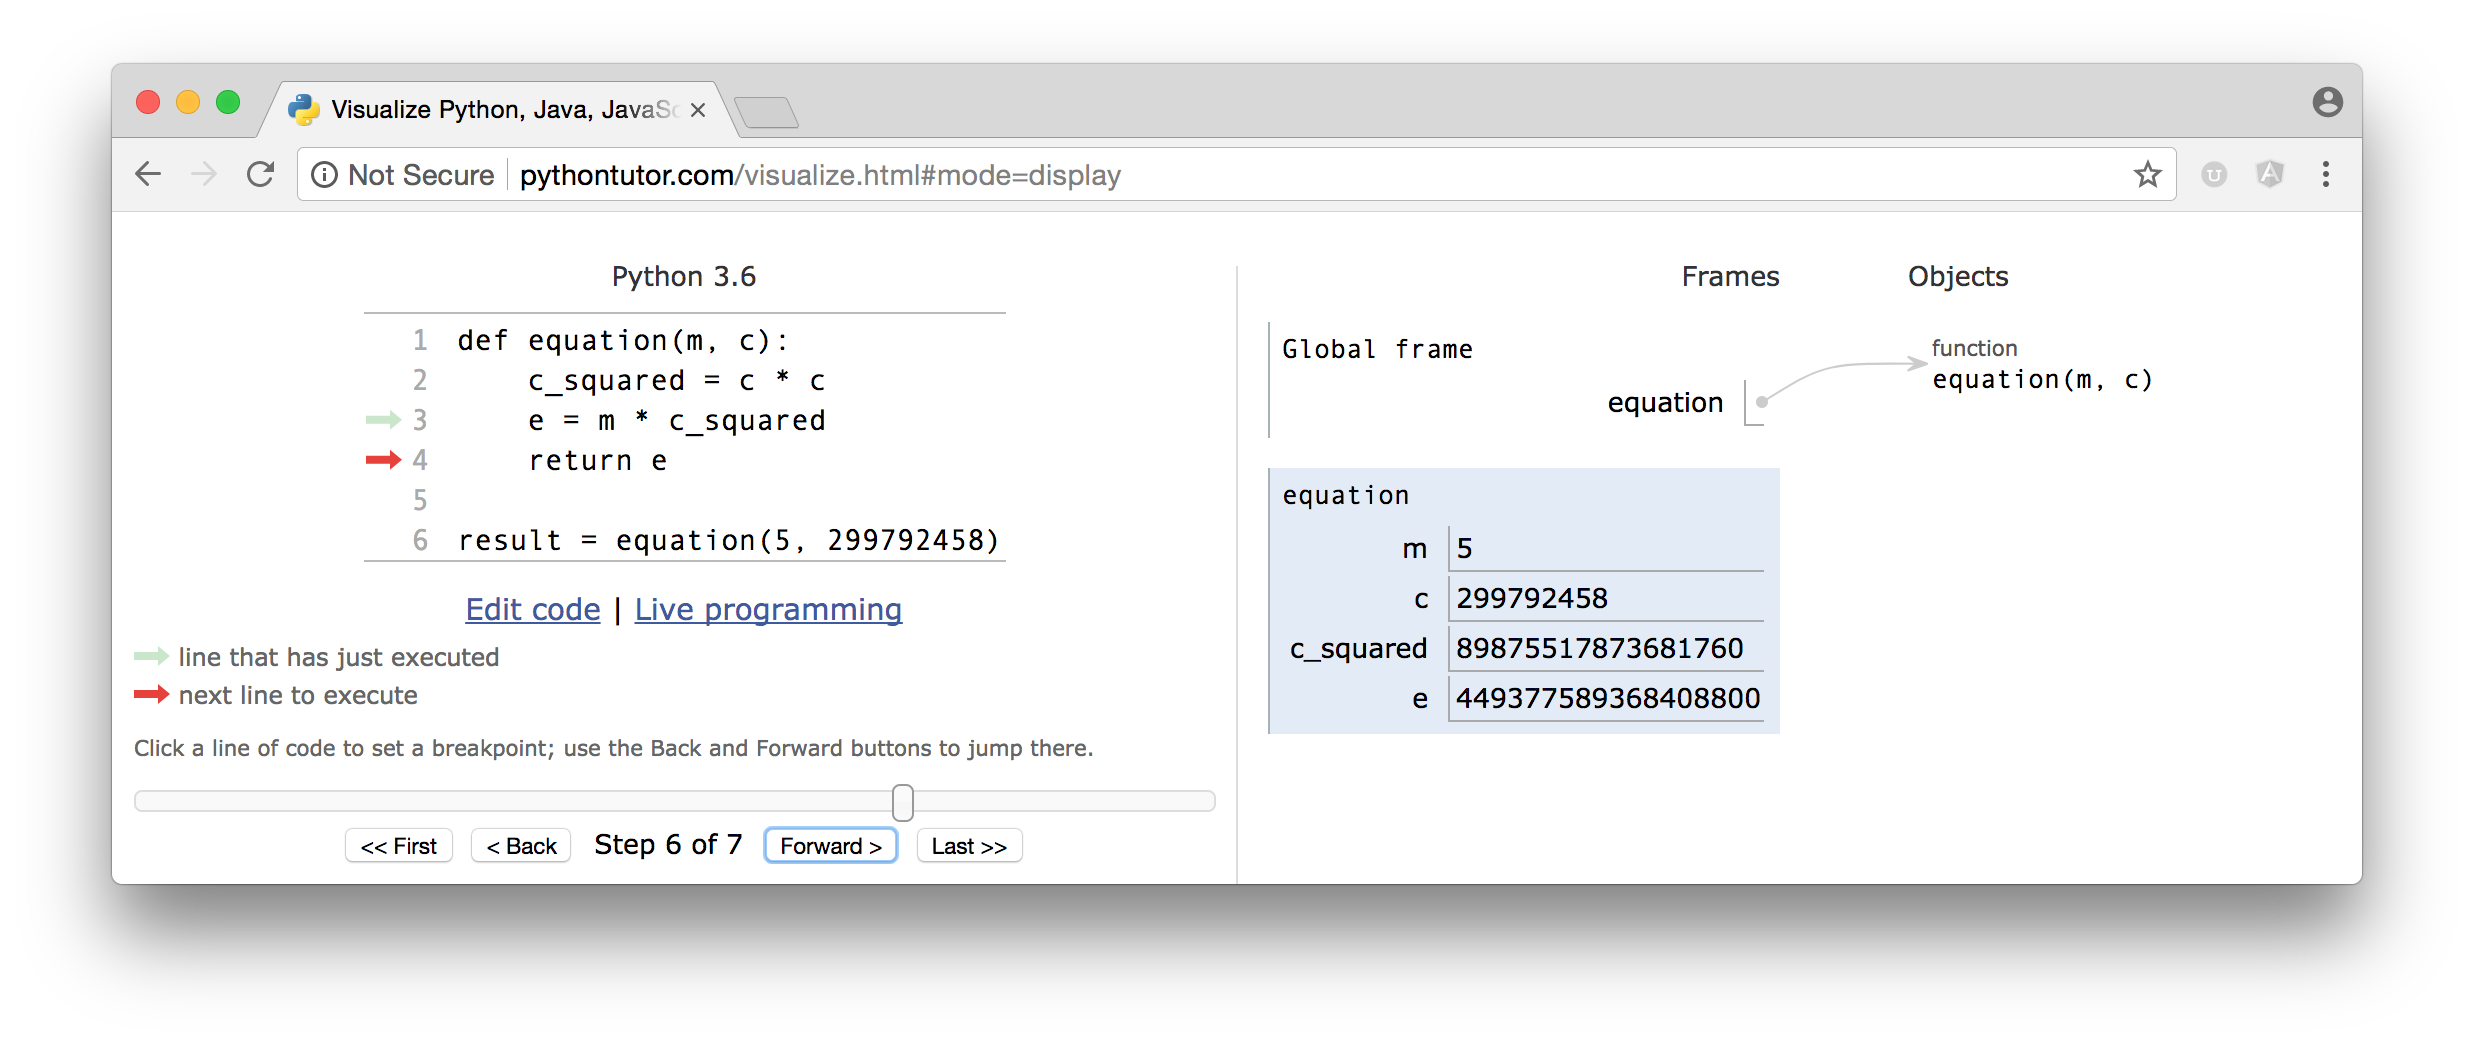 Visualize Python, Java, JavaSc
Not Secure pythontutor.com/visualize.html#mode=display
Python 3.6
1 def equation(m, c):
2 c_squared = c * c
3 e = m * c_squared
4 return e
5
6 result = equation(5, 299792458)
Edit code | Live programming
line that has just executed
next line to execute
Click a line of code to set a breakpoint; use the Back and Forward buttons to jump there.
<< First < Back Step 6 of 7 Forward > Last >>
Frames Objects
Global frame
equation
function
equation(m, c)
equation
m 5
c 299792458
c_squared 89875517873681760
e 449377589368408800